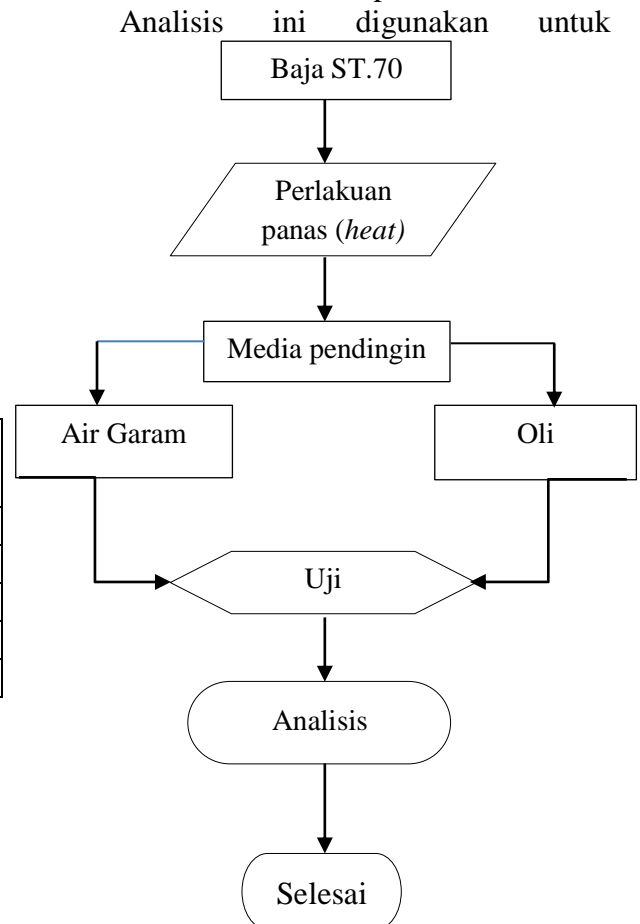 Analisis ini digunakan untuk
Baja ST.70
Perlakuan
panas (heat)
Media pendingin
Air Garam
Oli
Uji
Analisis
Selesai